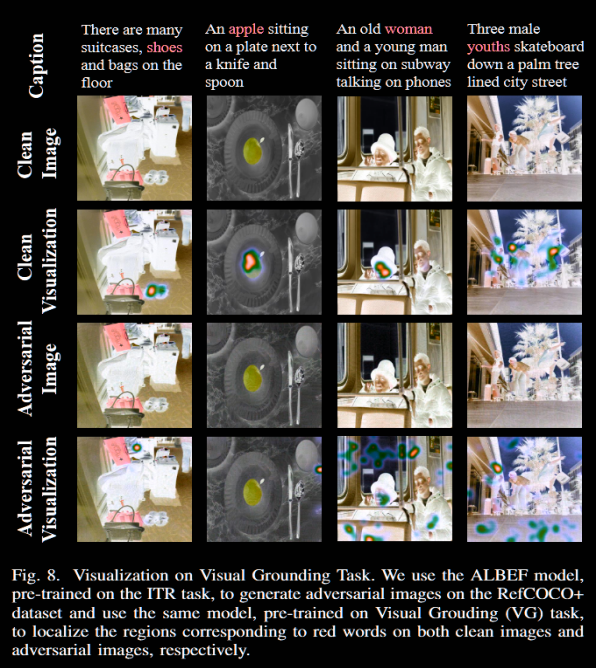 Caption
There are many
suitcases, shoes
and bags on the
floor
An apple sitting
on a plate next to
a knife and
spoon
An old woman
and a young man
sitting on subway
talking on phones
Three male
youths skateboard
down a palm tree
lined city street
Clean
Image
Clean
Visualization
Adversarial
Image
Adversarial
Visualization
Fig. 8. Visualization on Visual Grounding Task. We use the ALBEF model,
pre-trained on the ITR task, to generate adversarial images on the RefCOCO+
dataset and use the same model, pre-trained on Visual Grouding (VG) task,
to localize the regions corresponding to red words on both clean images and
adversarial images, respectively.